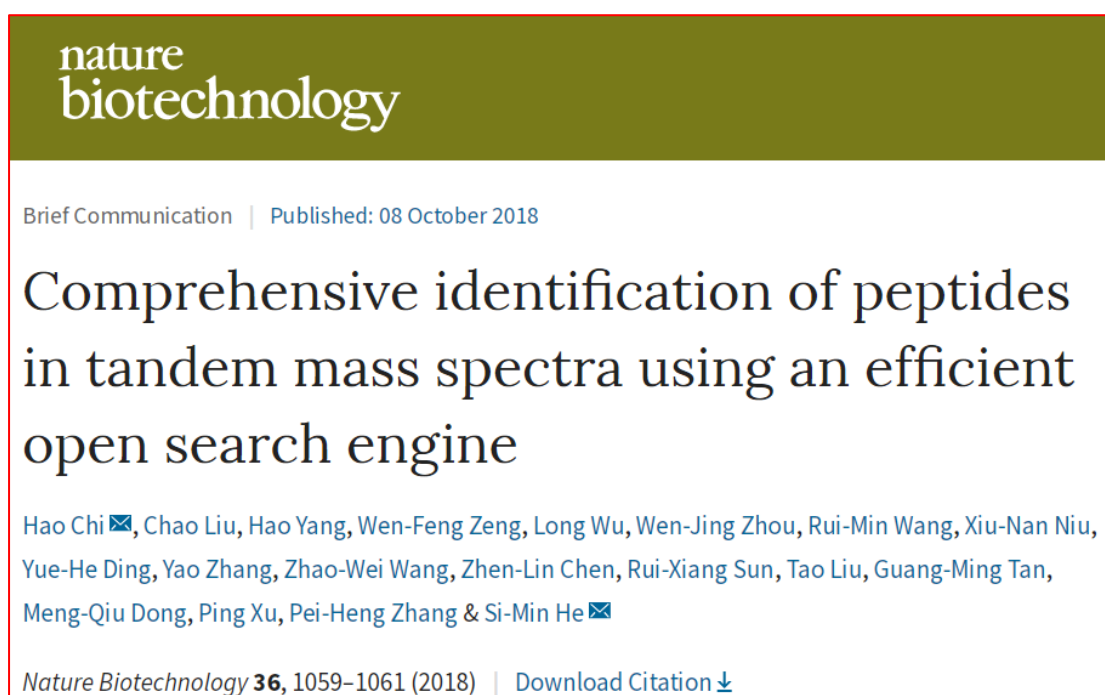 nature
biotechnology
Brief Communication | Published: 08 October 2018
Comprehensive identification of peptides
in tandem mass spectra using an efficient
open search engine
Hao Chi, Chao Liu, Hao Yang, Wen-Feng Zeng, Long Wu, Wen-Jing Zhou, Rui-Min Wang, Xiu-Nan Niu,
Yue-He Ding, Yao Zhang, Zhao-Wei Wang, Zhen-Lin Chen, Rui-Xiang Sun, Tao Liu, Guang-Ming Tan,
Meng-Qiu Dong, Ping Xu, Pei-Heng Zhang & Si-Min He
Nature Biotechnology 36, 1059–1061 (2018) | Download Citation